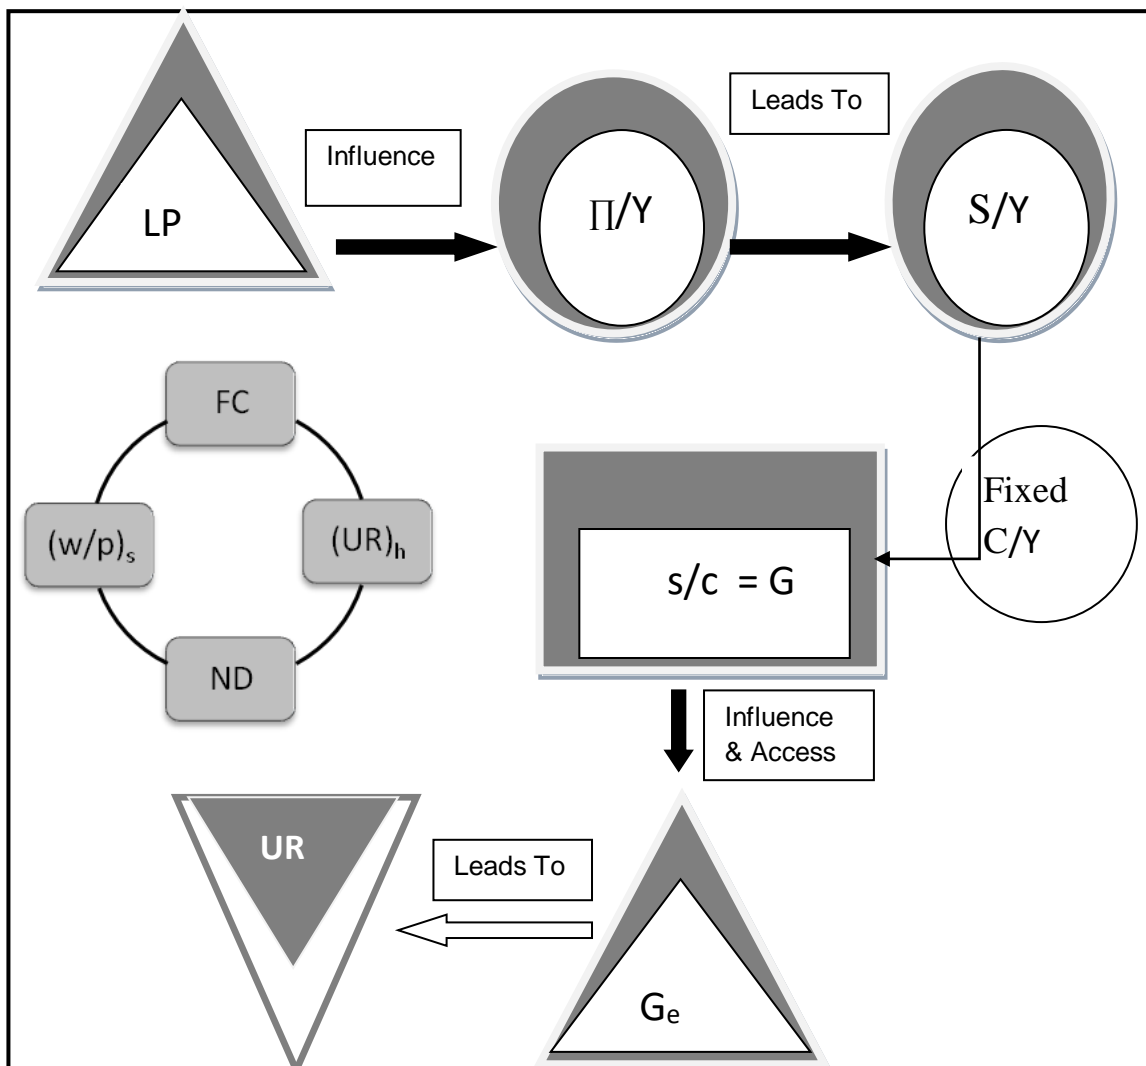 Leads To
Influence
LP
∏/Y
S/Y
FC
(w/p)s
(UR)h
ND
Fixed
C/Y
s/c = G
Influence
& Access
UR
Leads To
Ge